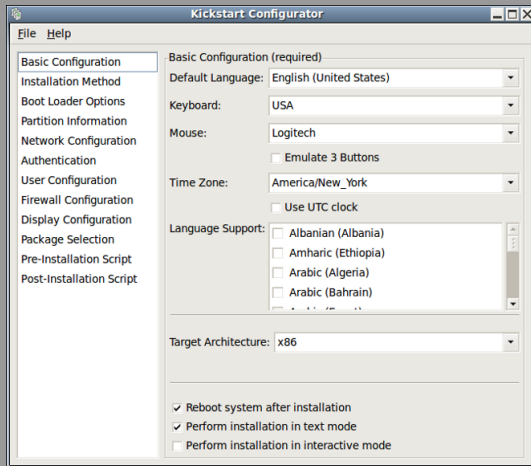 Kickstart Configurator
File Help
Basic Configuration
Installation Method
Boot Loader Options
Partition Information
Network Configuration
Authentication
User Configuration
Firewall Configuration
Display Configuration
Package Selection
Pre-Installation Script
Post-Installation Script
Basic Configuration (required)
Default Language: English (United States)
Keyboard: USA
Mouse: Logitech
Emulate 3 Buttons
Time Zone: America/New_York
Use UTC clock
Language Support: Albanian (Albania)
Amharic (Ethiopia)
Arabic (Algeria)
Arabic (Bahrain)
Target Architecture: x86
Reboot system after installation
Perform installation in text mode
Perform installation in interactive mode